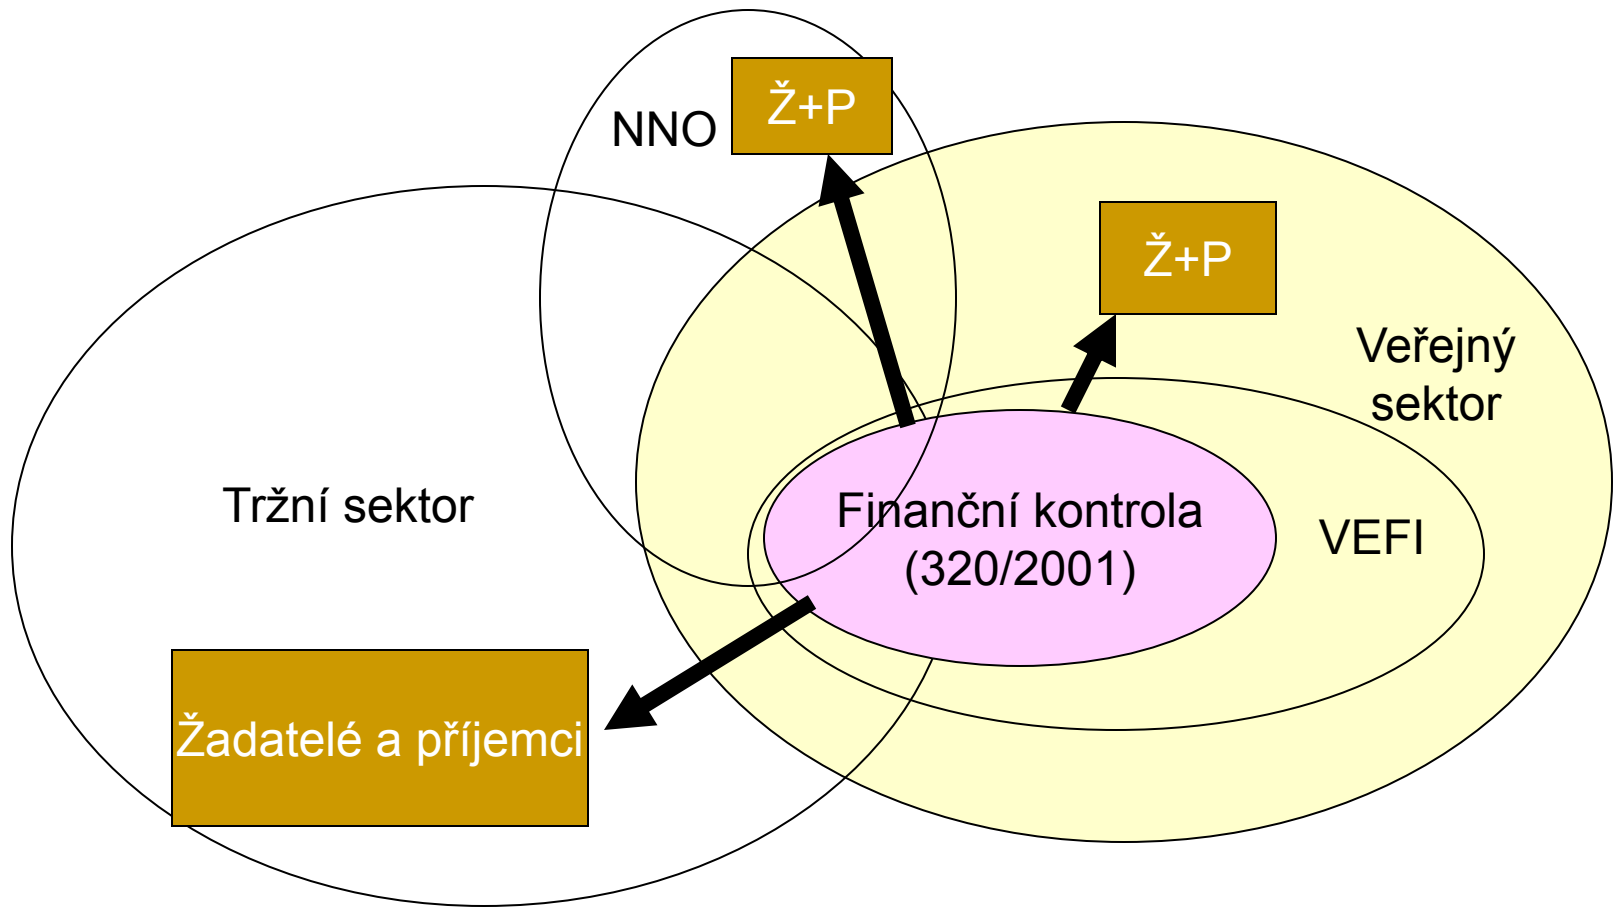 Ž+P
NNO
Ž+P
Veřejný
sektor
Tržní sektor
Finanční kontrola
(320/2001)
VEFI
Žadatelé a příjemci